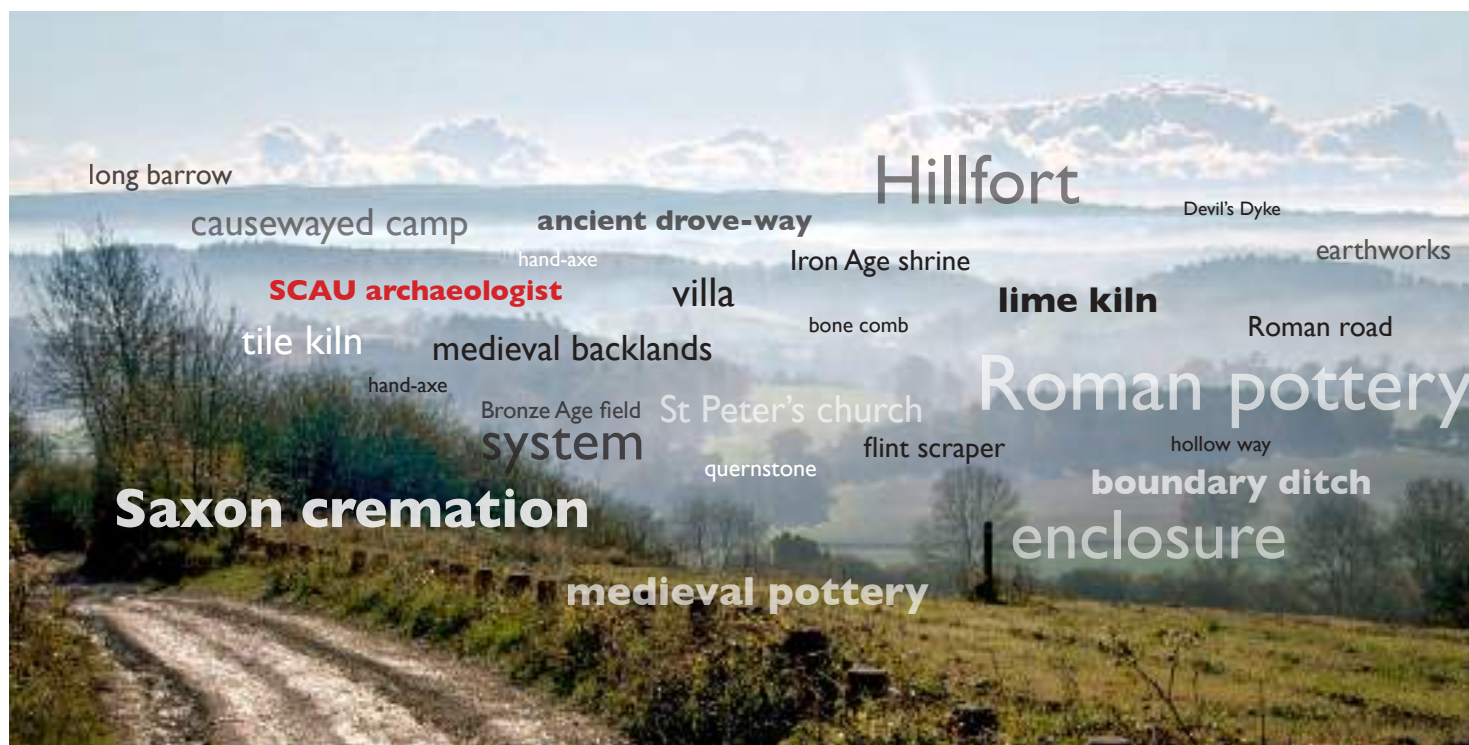 Hillfort
long barrow
Devil's Dyke
causewayed camp
ancient drove-way
earthworks
hand-axe
Iron Age shrine
SCAU archaeologist
villa
lime kiln
bone comb
Roman road
tile kiln
medieval backlands
hand-axe
Roman pottery
Bronze Age field
system
St Peter's church
flint scraper
hollow way
quernstone
boundary ditch
Saxon cremation
enclosure
medieval pottery